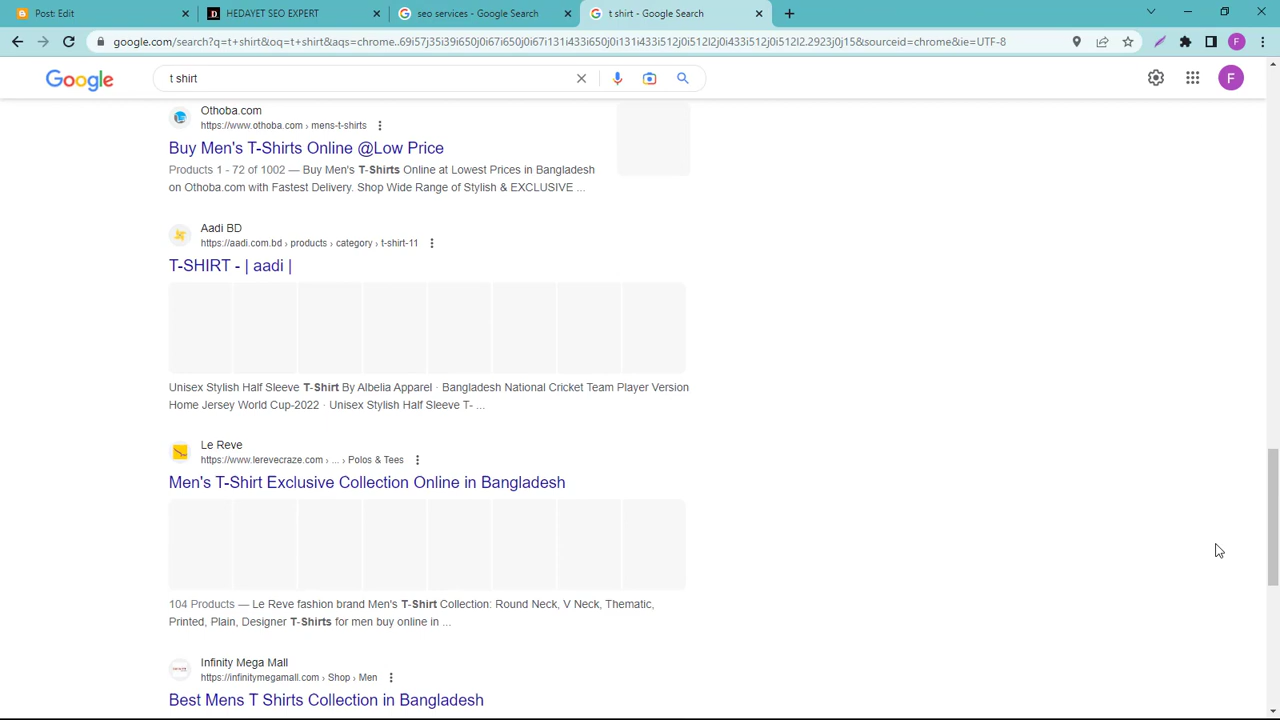 Post: Edit
HEDAYET SEO EXPERT
seo services - Google Search
t shirt - Google Search
google.com/search?q=t+shirt&oq=t+shirt&aqs=chrome..69i57j35i39i650j0i67i650j0i67i131i433i650j0i131i433i512j0i512l2j0i433i512j0i512l2.2923j0j15&sourceid=chrome&ie=UTF-8
F
Google
t shirt
F
Othoba.com
https://www.othoba.com › mens-t-shirts
Buy Men's T-Shirts Online @Low Price
Products 1 - 72 of 1002 — Buy Men's T-Shirts Online at Lowest Prices in Bangladesh
on Othoba.com with Fastest Delivery. Shop Wide Range of Stylish & EXCLUSIVE ...
Aadi BD
https://aadi.com.bd › products › category › t-shirt-11
T-SHIRT - | aadi |
Unisex Stylish Half Sleeve T-Shirt By Albelia Apparel · Bangladesh National Cricket Team Player Version
Home Jersey World Cup-2022 · Unisex Stylish Half Sleeve T- ...
Le Reve
https://www.lerevecraze.com › ... › Polos & Tees
Men's T-Shirt Exclusive Collection Online in Bangladesh
104 Products — Le Reve fashion brand Men's T-Shirt Collection: Round Neck, V Neck, Thematic,
Printed, Plain, Designer T-Shirts for men buy online in ...
Infinity Mega Mall
https://infinitymegamall.com › Shop › Men
Best Mens T Shirts Collection in Bangladesh